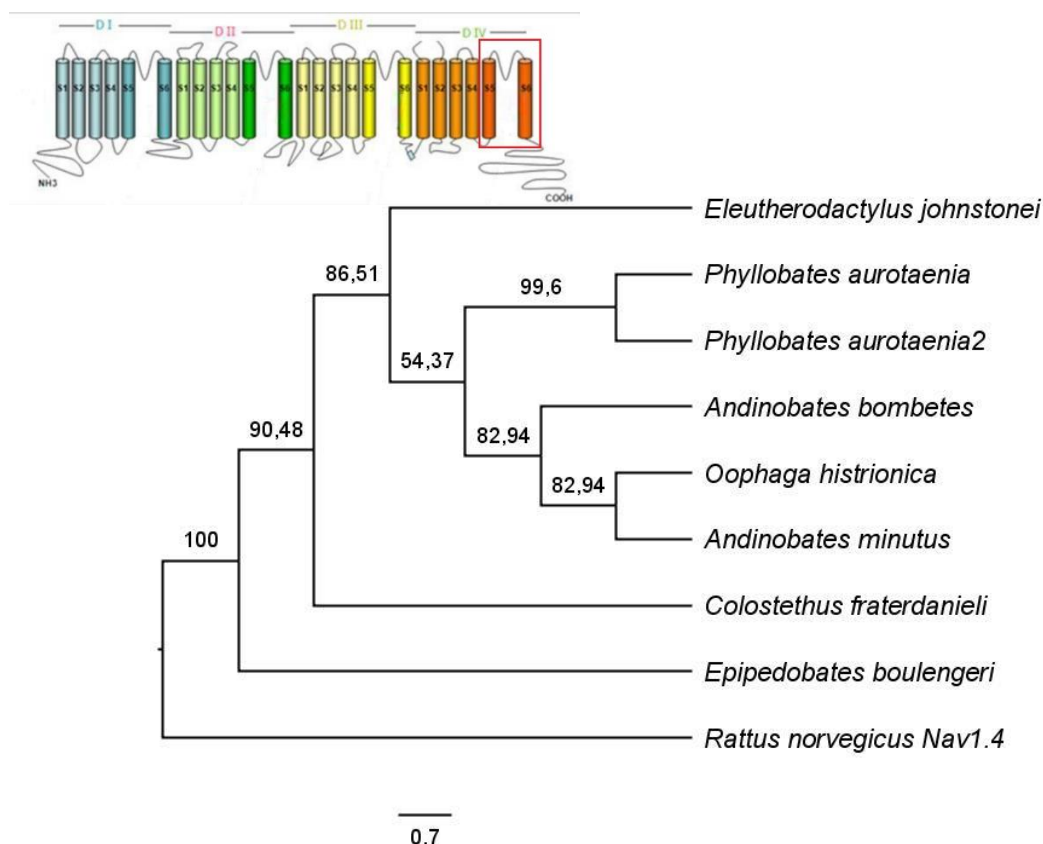 D I D II D III D IV
S1 S2 S3 S4 S5 S6 S1 S2 S3 S4 S5 S6 S1 S2 S3 S4 S5 S6 S1 S2 S3 S4 S5 S6
NH3
COOH
Eleutherodactylus johnstonei
86,51
Phyllobates aurotaenia
99,6
Phyllobates aurotaenia2
54,37
Andinobates bombetes
90,48
82,94
Oophaga histrionica
82,94
Andinobates minutus
100
Colostethus fraterdanieli
Epipedobates boulengeri
Rattus norvegicus Nav1.4
0.7